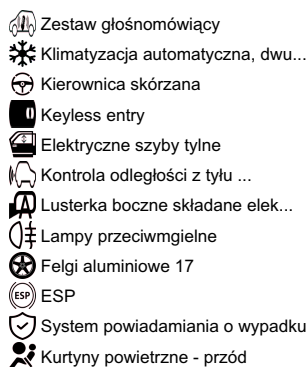 Zestaw głośnomówiący
Klimatyzacja automatyczna, dwu...
Kierownica skórzana
Keyless entry
Elektryczne szyby tylne
Kontrola odległości z tyłu ...
Lusterka boczne składane elek...
Lampy przeciwmgielne
Felgi aluminiowe 17
ESP ESP
System powiadamiania o wypadku
Kurtyny powietrzne - przód